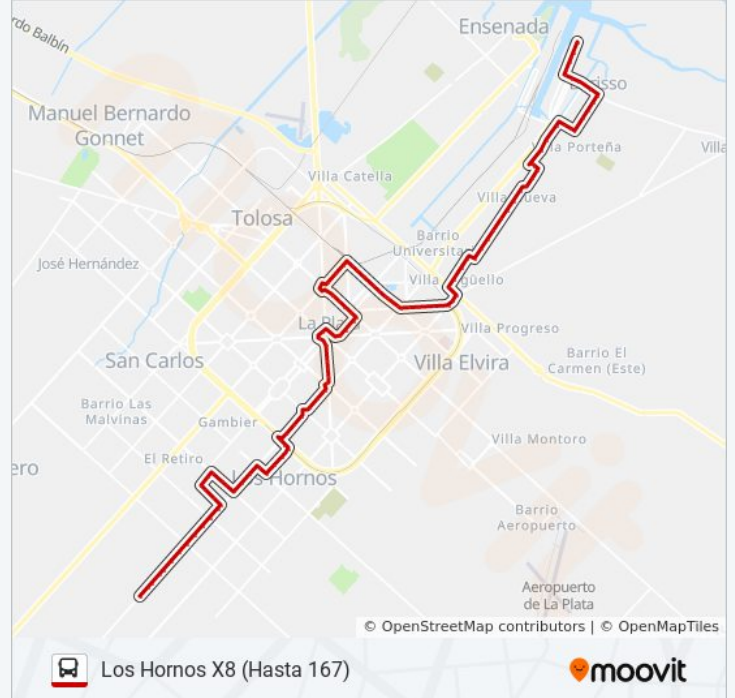 rdo Balbín
Ensenada
Berisso
Manuel Bernardo
Gonnet
Villa Porteña
Villa
Villa Catella
Villa Nueva
Tolosa
Barrio
Universita
José Hernández
Villa Argüello
La Plata
Villa Progreso
San Carlos
Villa Elvira
Barrio El
Carmen (Este)
Barrio Las
Malvinas
Gambier
Villa Montoro
ero
El Retiro
Los Hornos
Barrio
Aeropuerto
Aeropuerto
de La Plata
© OpenStreetMap contributors | © OpenMapTiles
Los Hornos X8 (Hasta 167)
moovit